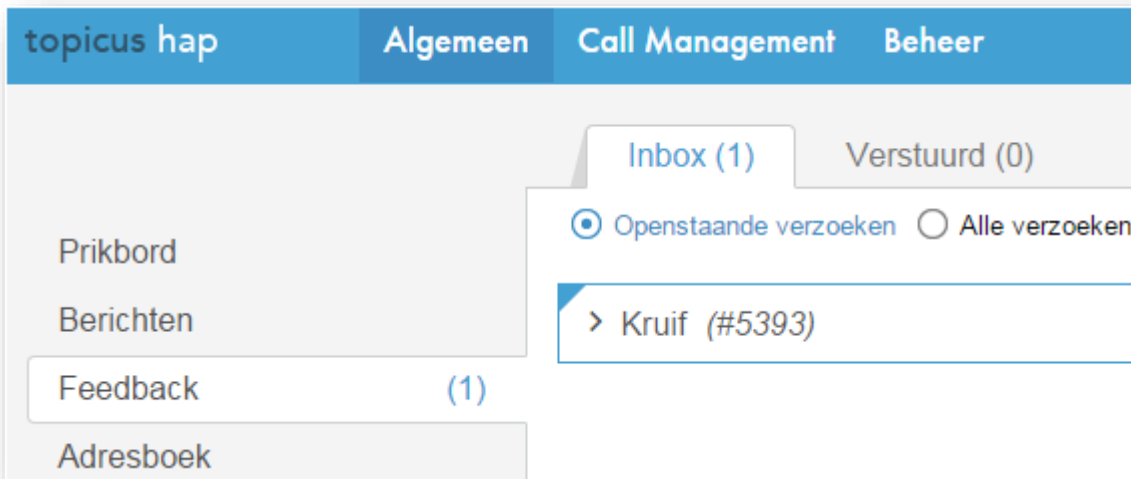 topicus hap Algemeen Call Management Beheer
Inbox (1) Verstuurd (0)
Openstaande verzoeken Alle verzoeken
Prikbord
Berichten
Feedback (1)
Adresboek
> Kruif (#5393)